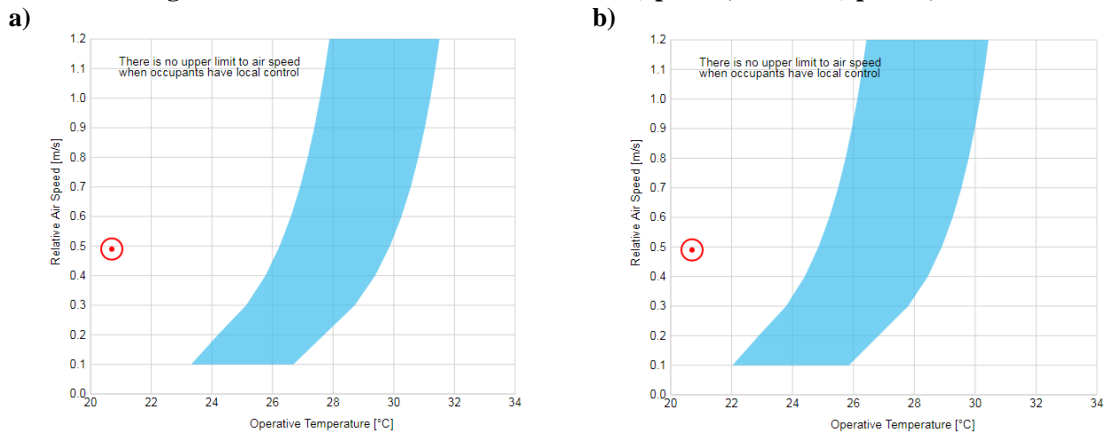 a)
b)
1.2
1.1
1.0
0.9
0.8
0.7
0.6
0.5
0.4
0.3
0.2
0.1
0.0
Relative Air Speed [m/s]
There is no upper limit to air speed
when occupants have local control
20 22 24 26 28 30 32 34
Operative Temperature [°C]
1.2
1.1
1.0
0.9
0.8
0.7
0.6
0.5
0.4
0.3
0.2
0.1
0.0
Relative Air Speed [m/s]
There is no upper limit to air speed
when occupants have local control
20 22 24 26 28 30 32 34
Operative Temperature [°C]